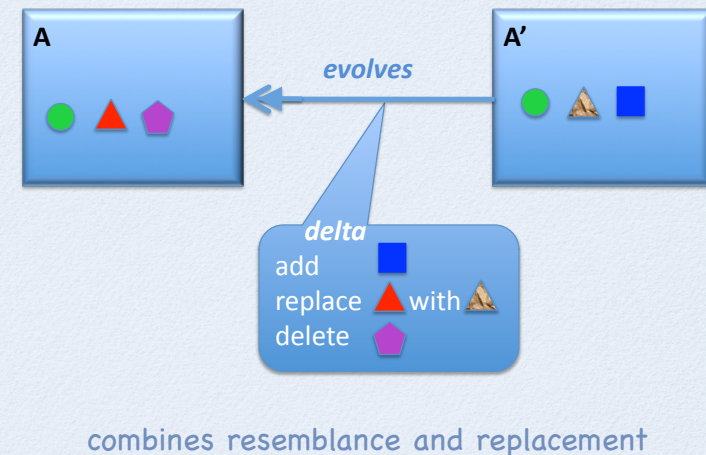 A
A’
evolves
delta
add
replace with
delete
combines resemblance and replacement